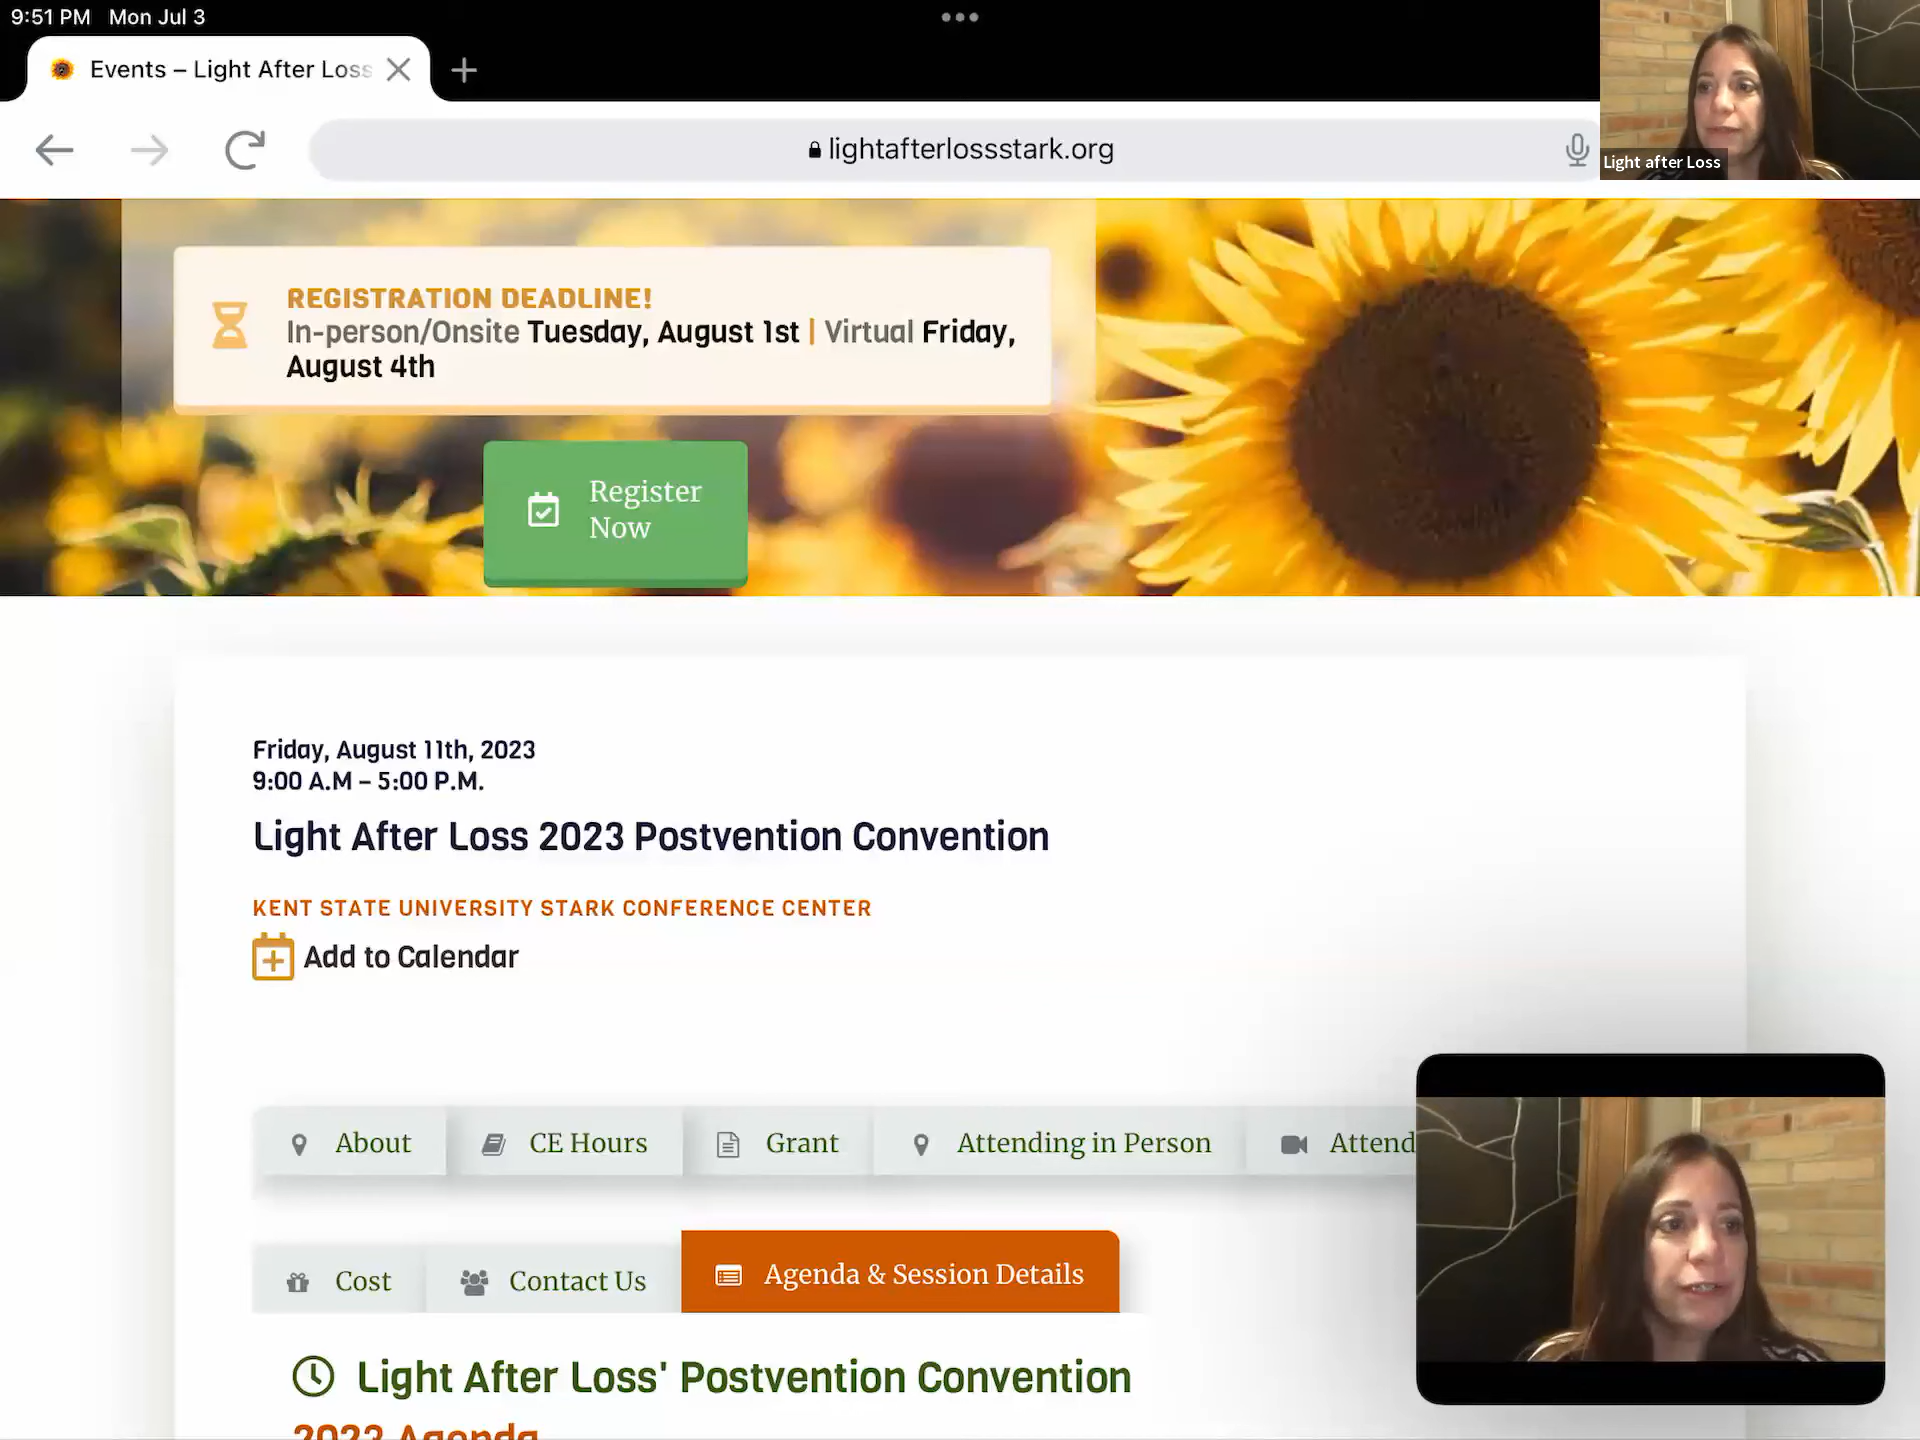 9:51 PM Mon Jul 3
Events – Light After Loss
lightafterlossstark.org
Light after Loss
REGISTRATION DEADLINE!
In-person/Onsite Tuesday, August 1st | Virtual Friday,
August 4th
Register
Now
Friday, August 11th, 2023
9:00 A.M – 5:00 P.M.
Light After Loss 2023 Postvention Convention
KENT STATE UNIVERSITY STARK CONFERENCE CENTER
Add to Calendar
About CE Hours Grant Attending in Person Attend
Cost Contact Us Agenda & Session Details
Light After Loss' Postvention Convention
2023 Agenda